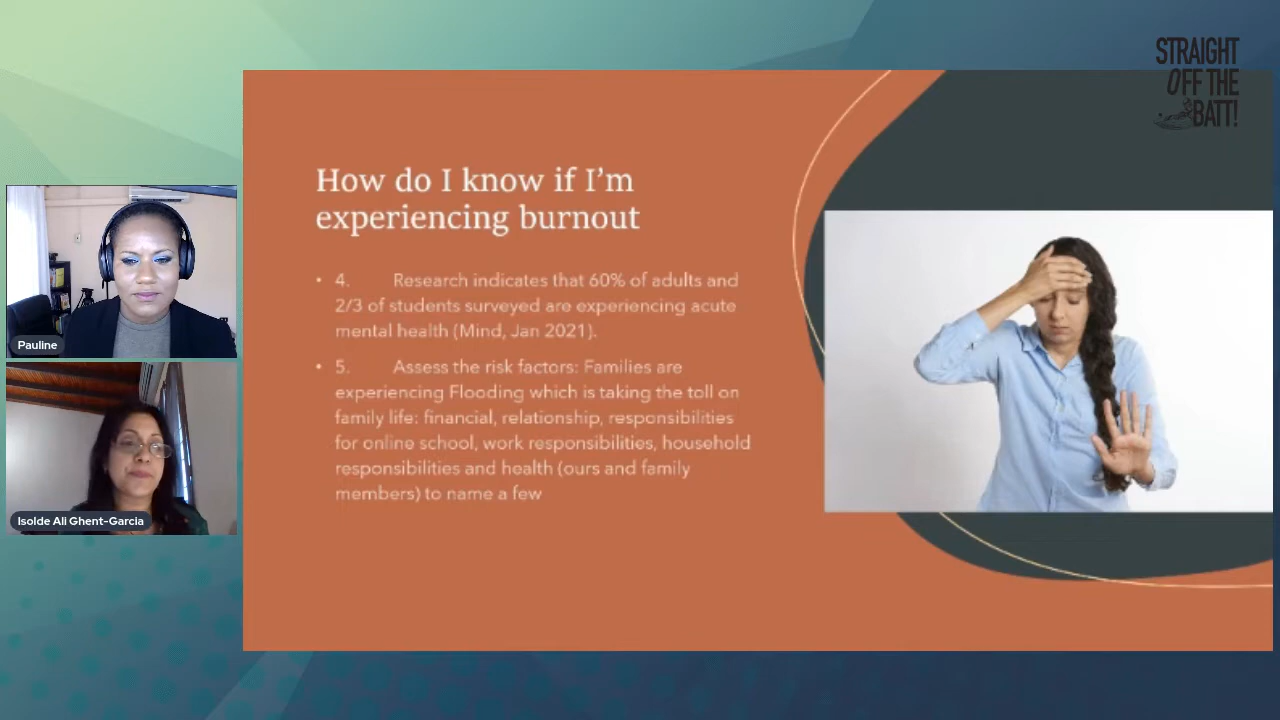 STRAIGHT
OFF THE
BATT!
How do I know if I'm
experiencing burnout
• 4. Research indicates that 60% of adults and
2/3 of students surveyed are experiencing acute
mental health (Mind, Jan 2021).
• 5. Assess the risk factors: Families are
experiencing Flooding which is taking the toll on
family life: financial, relationship, responsibilities
for online school, work responsibilities, household
responsibilities and health (ours and family
members) to name a few
Pauline
Isolde Ali Ghent-Garcia